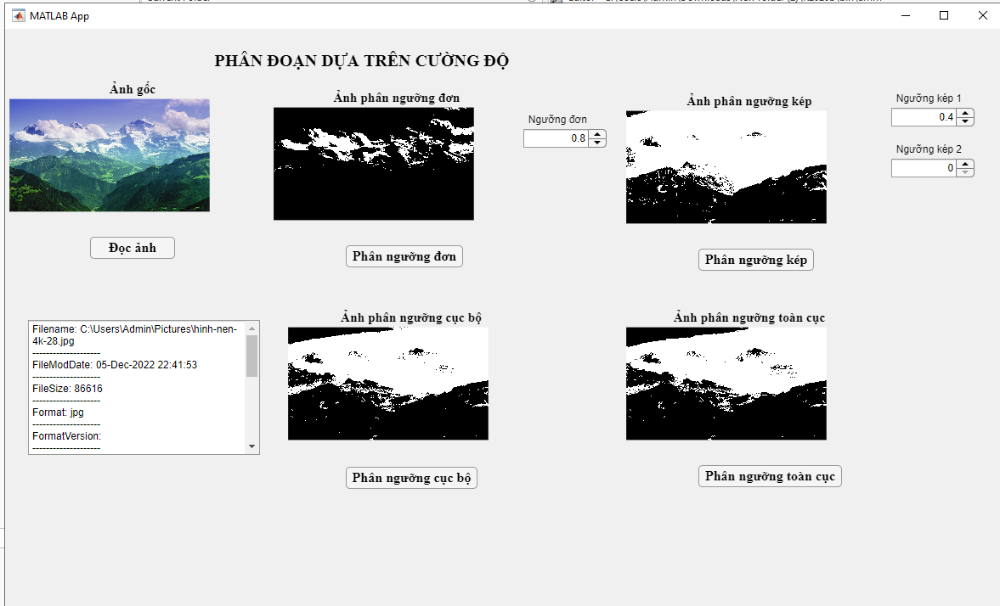 MATLAB App
PHÂN ĐOẠN DỰA TRÊN CƯỜNG ĐỘ
Ảnh gốc
Ảnh phân ngưỡng đơn
Ngưỡng đơn
0.8
Ảnh phân ngưỡng kép
Ngưỡng kép 1
0.4
Ngưỡng kép 2
0
Đọc ảnh
Phân ngưỡng đơn
Phân ngưỡng kép
Filename: C:\Users\Admin\Pictures\hinh-nen-
4k-28.jpg
--------------------
FileModDate: 05-Dec-2022 22:41:53
--------------------
FileSize: 86616
--------------------
Format: jpg
--------------------
FormatVersion:
--------------------
Ảnh phân ngưỡng cục bộ
Ảnh phân ngưỡng toàn cục
Phân ngưỡng cục bộ
Phân ngưỡng toàn cục